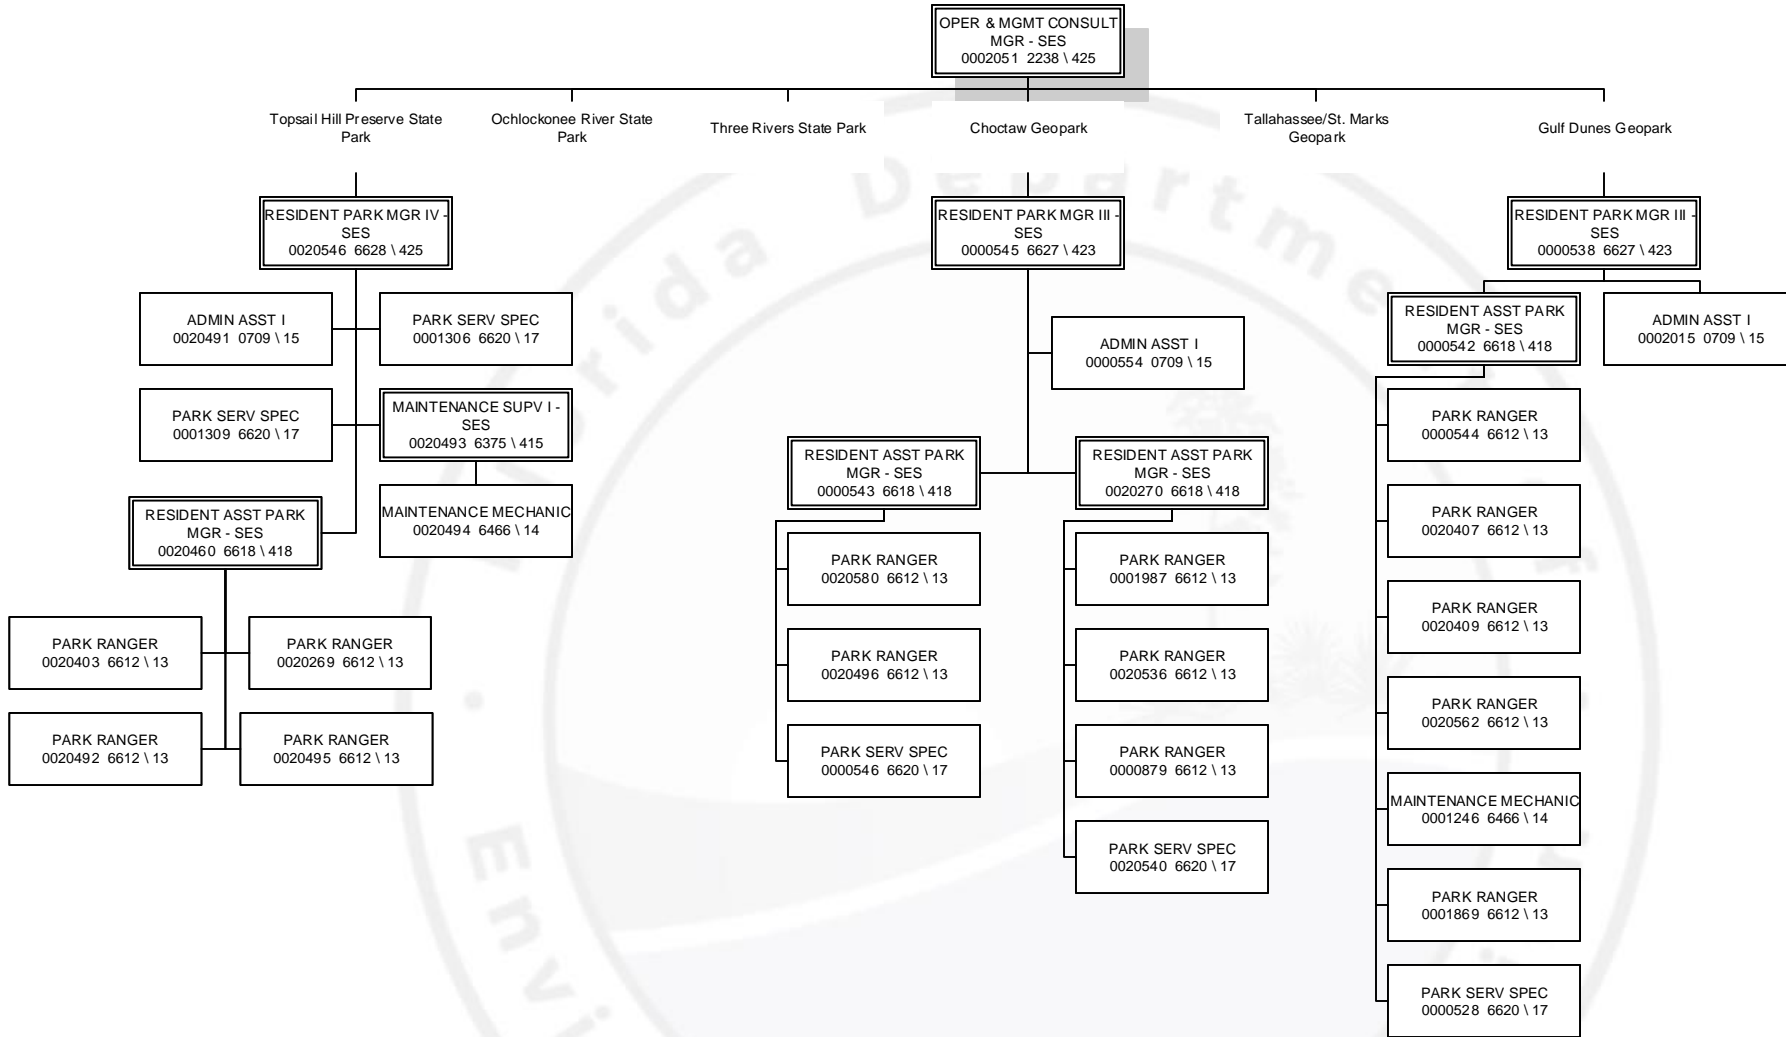 OPER & MGMT CONSULT
MGR - SES
0002051 2238 \ 425
Topsail Hill Preserve State
Park
Ochlockonee River State
Park
Three Rivers State Park
Choctaw Geopark
Tallahassee/St. Marks
Geopark
Gulf Dunes Geopark
RESIDENT PARK MGR IV -
SES
0020546 6628 \ 425
ADMIN ASST I
0020491 0709 \ 15
PARK SERV SPEC
0001306 6620 \ 17
PARK SERV SPEC
0001309 6620 \ 17
MAINTENANCE SUPV I -
SES
0020493 6375 \ 415
MAINTENANCE MECHANIC
0020494 6466 \ 14
RESIDENT ASST PARK
MGR - SES
0020460 6618 \ 418
PARK RANGER
0020403 6612 \ 13
PARK RANGER
0020269 6612 \ 13
PARK RANGER
0020492 6612 \ 13
PARK RANGER
0020495 6612 \ 13
RESIDENT PARK MGR III -
SES
0000545 6627 \ 423
ADMIN ASST I
0000554 0709 \ 15
RESIDENT ASST PARK
MGR - SES
0000543 6618 \ 418
PARK RANGER
0020580 6612 \ 13
PARK RANGER
0020496 6612 \ 13
PARK SERV SPEC
0000546 6620 \ 17
RESIDENT ASST PARK
MGR - SES
0020270 6618 \ 418
PARK RANGER
0001987 6612 \ 13
PARK RANGER
0020536 6612 \ 13
PARK RANGER
0000879 6612 \ 13
PARK SERV SPEC
0020540 6620 \ 17
RESIDENT PARK MGR III -
SES
0000538 6627 \ 423
RESIDENT ASST PARK
MGR - SES
0000542 6618 \ 418
ADMIN ASST I
0002015 0709 \ 15
PARK RANGER
0000544 6612 \ 13
PARK RANGER
0020407 6612 \ 13
PARK RANGER
0020409 6612 \ 13
PARK RANGER
0020562 6612 \ 13
MAINTENANCE MECHANIC
0001246 6466 \ 14
PARK RANGER
0001869 6612 \ 13
PARK SERV SPEC
0000528 6620 \ 17